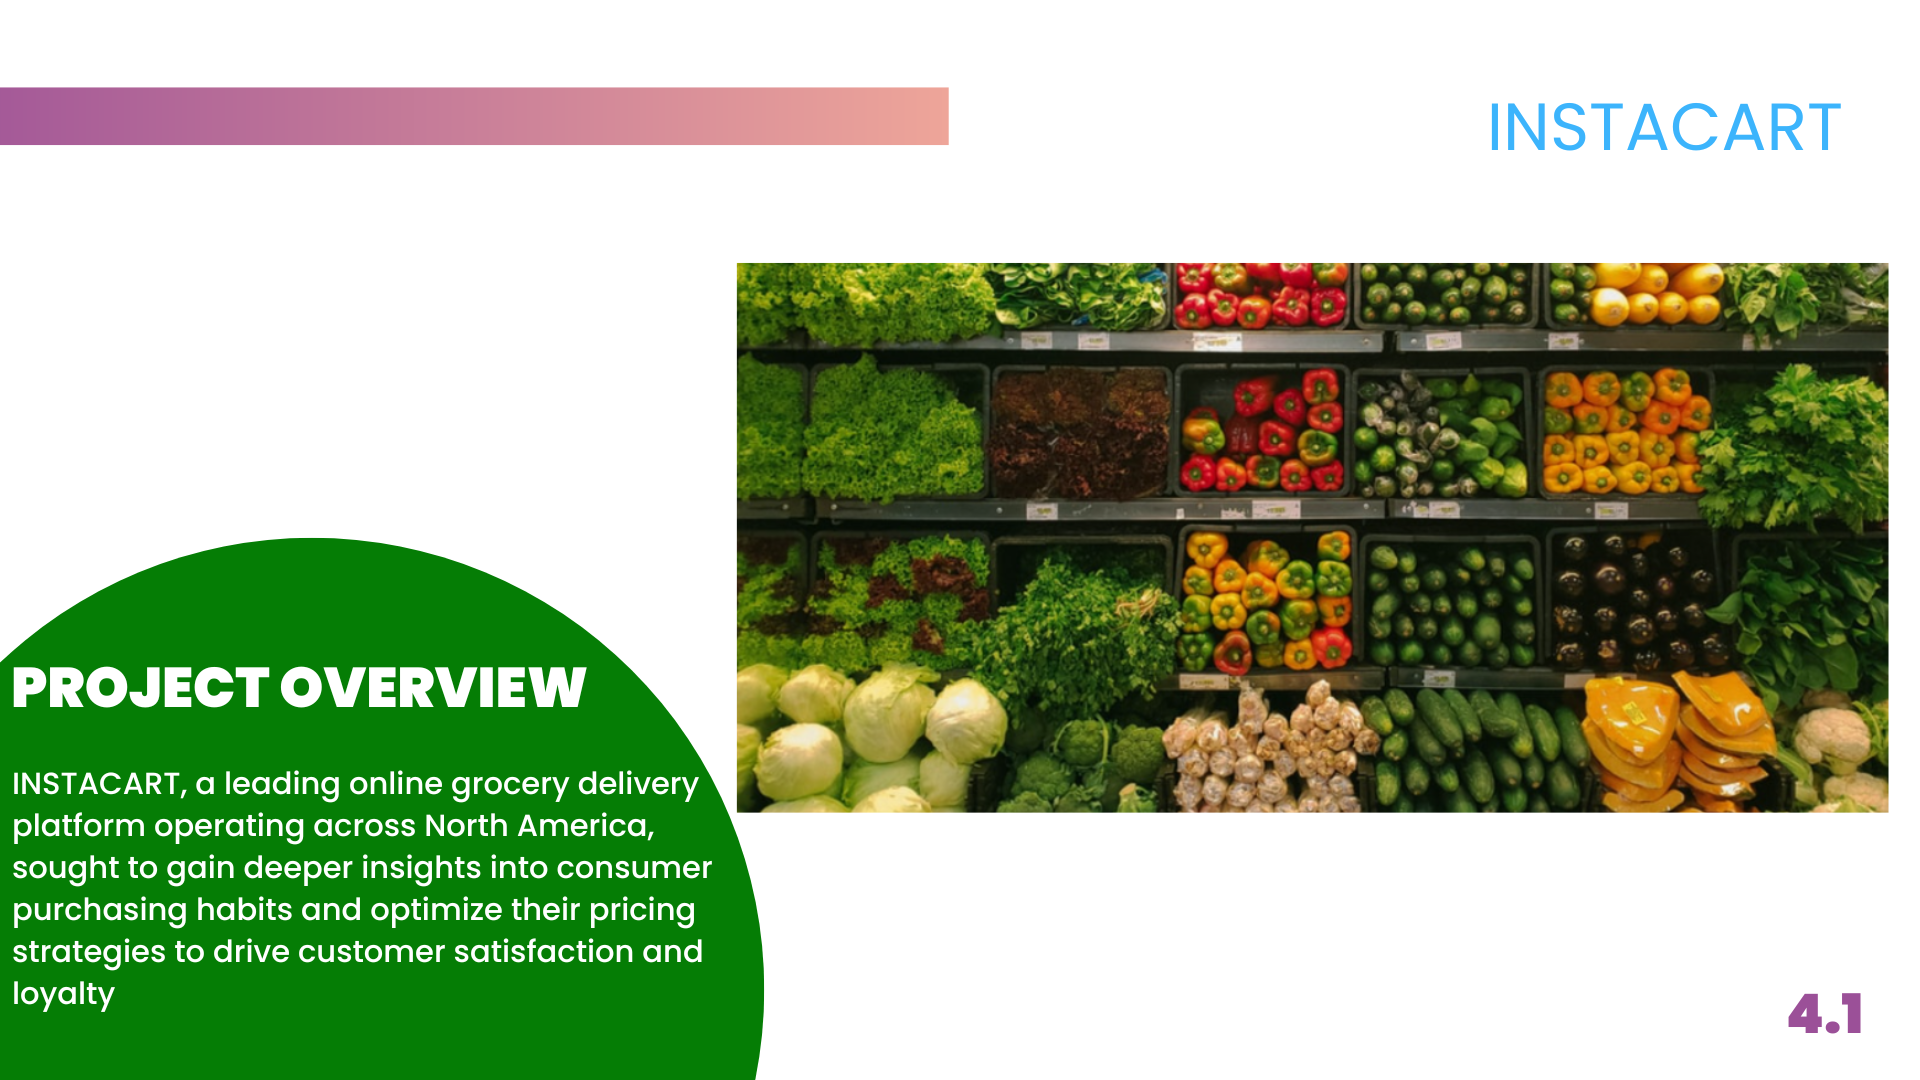 INSTACART
PROJECT OVERVIEW
INSTACART, a leading online grocery delivery
platform operating across North America,
sought to gain deeper insights into consumer
purchasing habits and optimize their pricing
strategies to drive customer satisfaction and
loyalty
4.1